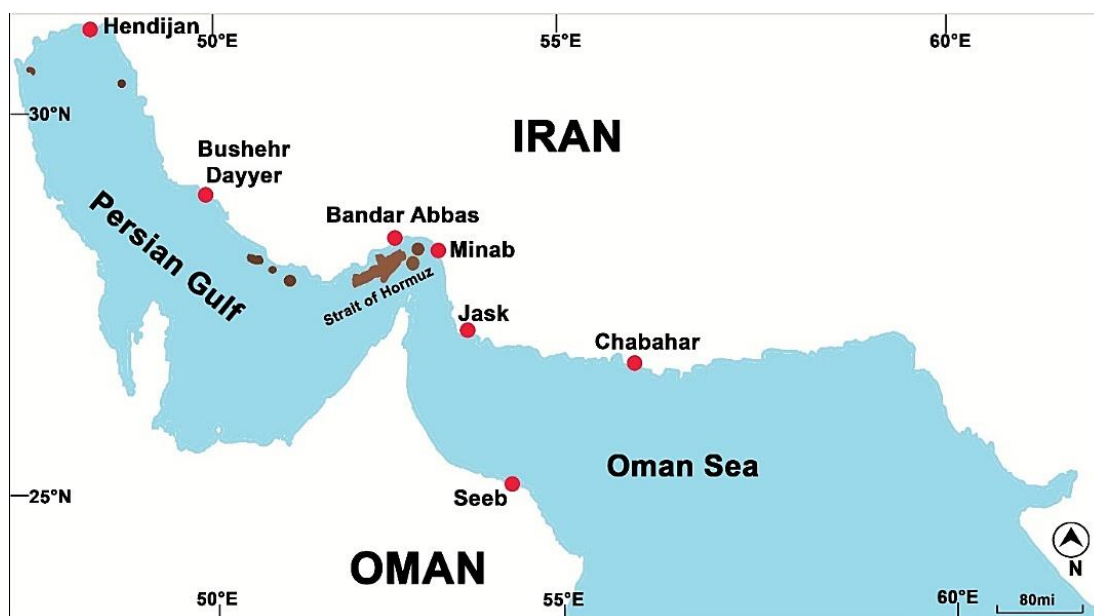 Hendijan
50°E
55°E
60°E
30°N
IRAN
Bushehr
Dayyer
Persian Gulf
Bandar Abbas
Minab
Strait of Hormuz
Jask
Chabahar
Oman Sea
25°N
Seeb
OMAN
N
50°E
55°E
60°E
80mi